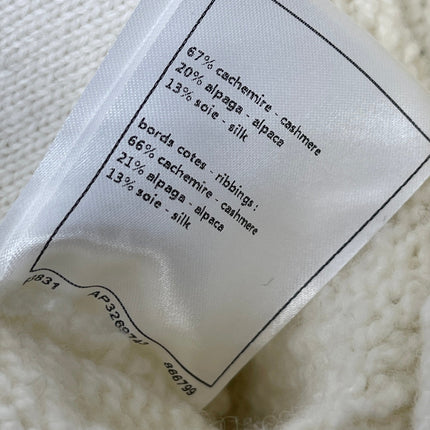 67% cachemire - cashmere
20% alpaga - alpaca
13% soie - silk
bords cotes - ribbings :
66% cachemire - cashmere
21% alpaga - alpaca
13% soie - silk
866799